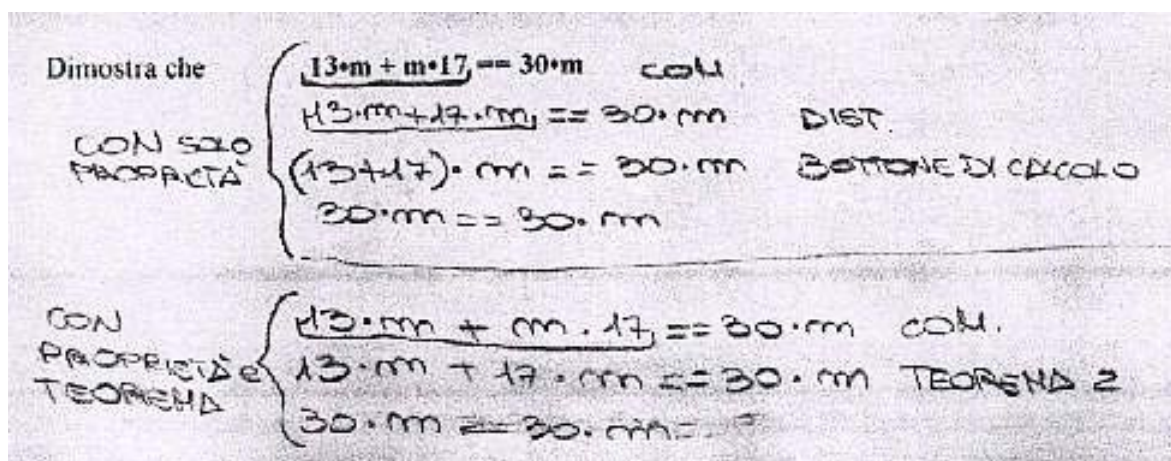 Dimostra che 13•m + m•17 == 30•m COM
13•m+17•m == 30•m DIST.
CON SOLO PROPRIETÀ
(13+17)•m == 30•m BOTTONE DI CALCOLO
30•m == 30•m
CON PROPRIETÀ e TEOREMA
13•m + m•17 == 30•m COM.
13•m + 17•m == 30•m TEOREMA 2
30•m == 30•m